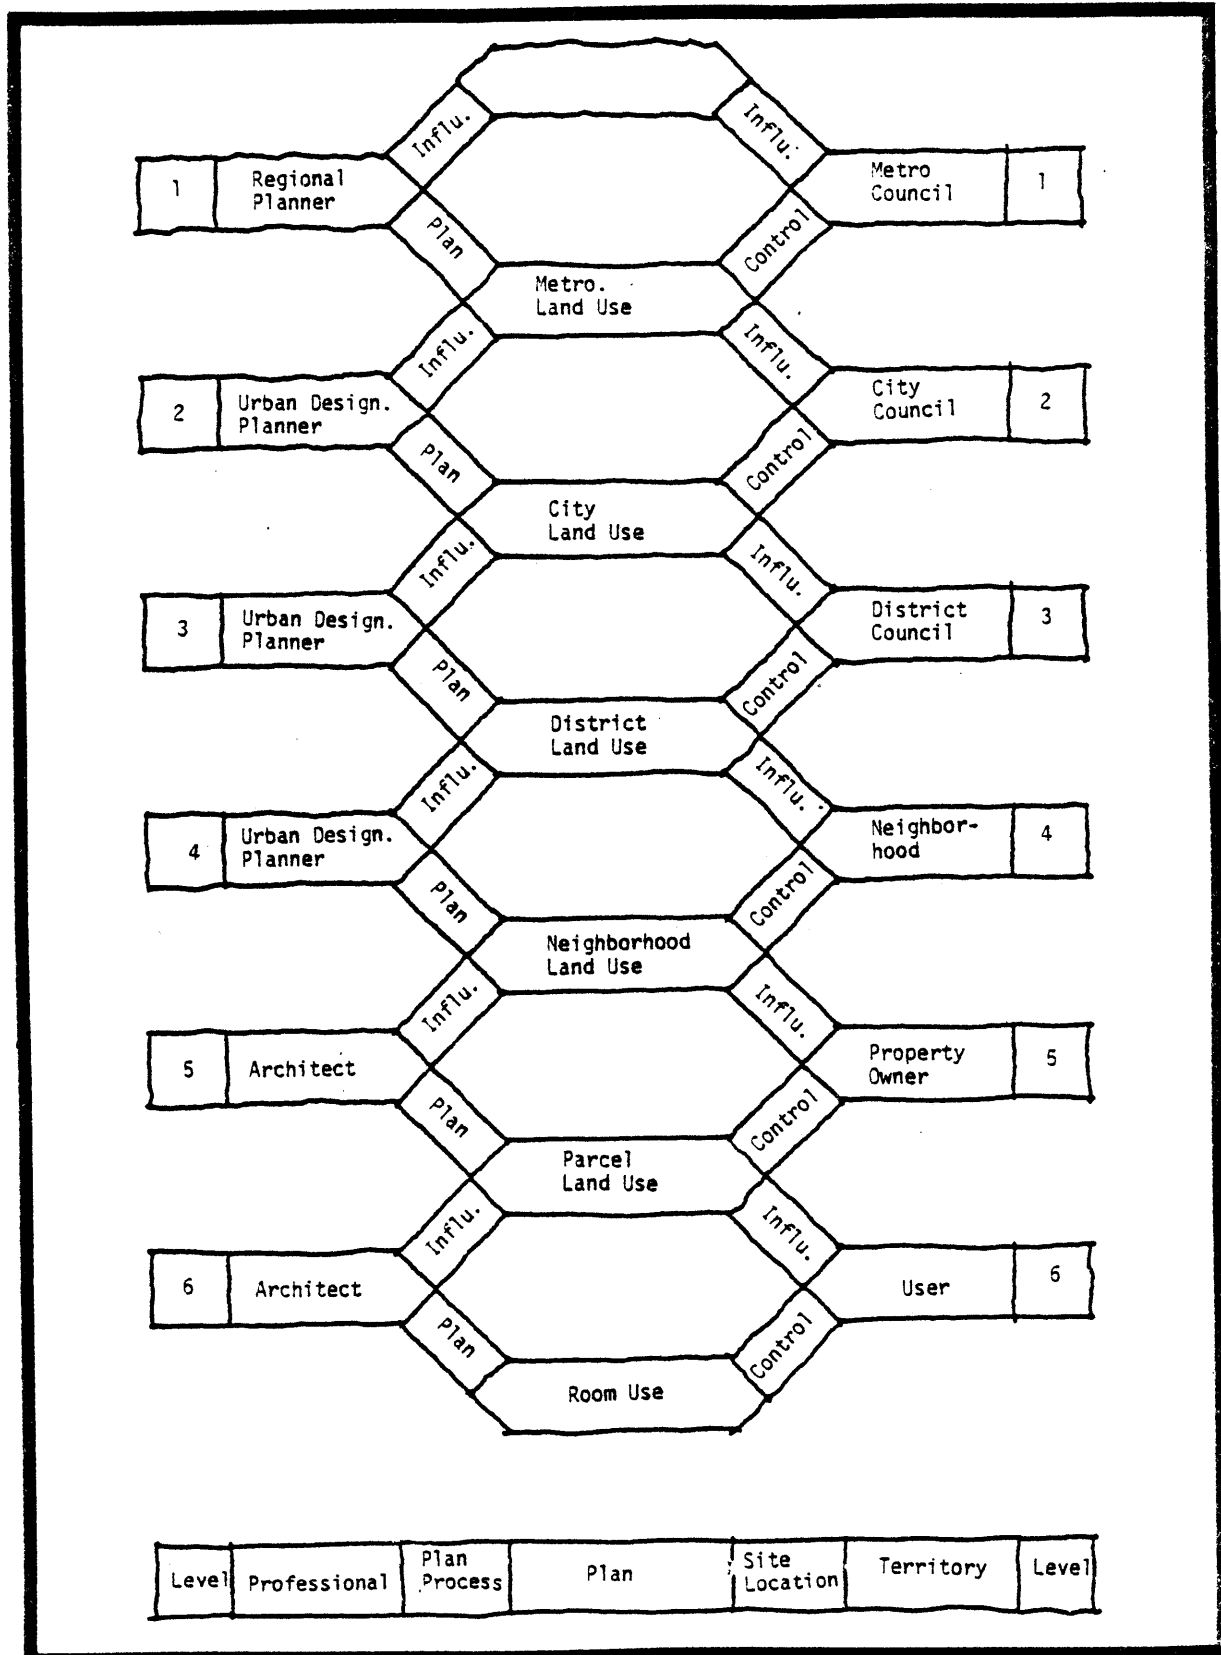 Influ.
Influ.
1
Regional
Planner
Metro
Council
1
Plan
Control
Metro.
Land Use
Influ.
Influ.
2
Urban Design.
Planner
City
Council
2
Plan
Control
City
Land Use
Influ.
Influ.
3
Urban Design.
Planner
District
Council
3
Plan
Control
District
Land Use
Influ.
Influ.
4
Urban Design.
Planner
Neighbor-
hood
4
Plan
Control
Neighborhood
Land Use
Influ.
Influ.
5
Architect
Property
Owner
5
Plan
Control
Parcel
Land Use
Influ.
Influ.
6
Architect
User
6
Plan
Control
Room Use
Level
Professional
Plan
Process
Plan
Site
Location
Territory
Level